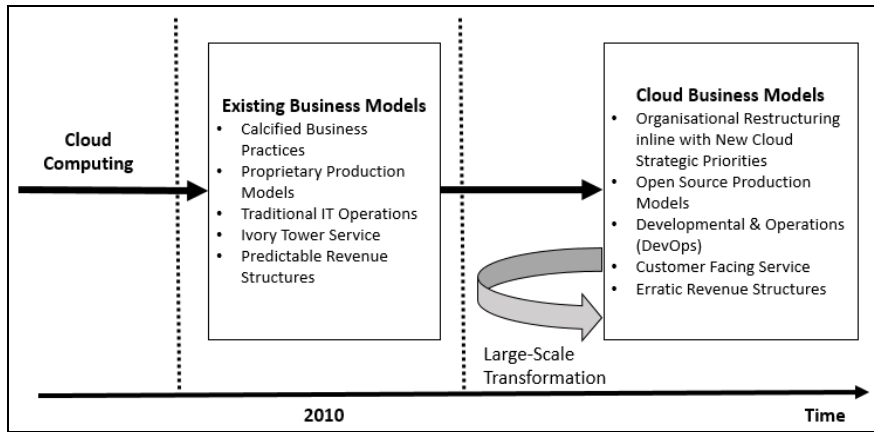 Cloud
Computing
Existing Business Models
• Calcified Business
Practices
• Proprietary Production
Models
• Traditional IT Operations
• Ivory Tower Service
• Predictable Revenue
Structures
Cloud Business Models
• Organisational Restructuring
inline with New Cloud
Strategic Priorities
• Open Source Production
Models
• Developmental & Operations
(DevOps)
• Customer Facing Service
• Erratic Revenue Structures
Large-Scale
Transformation
2010
Time